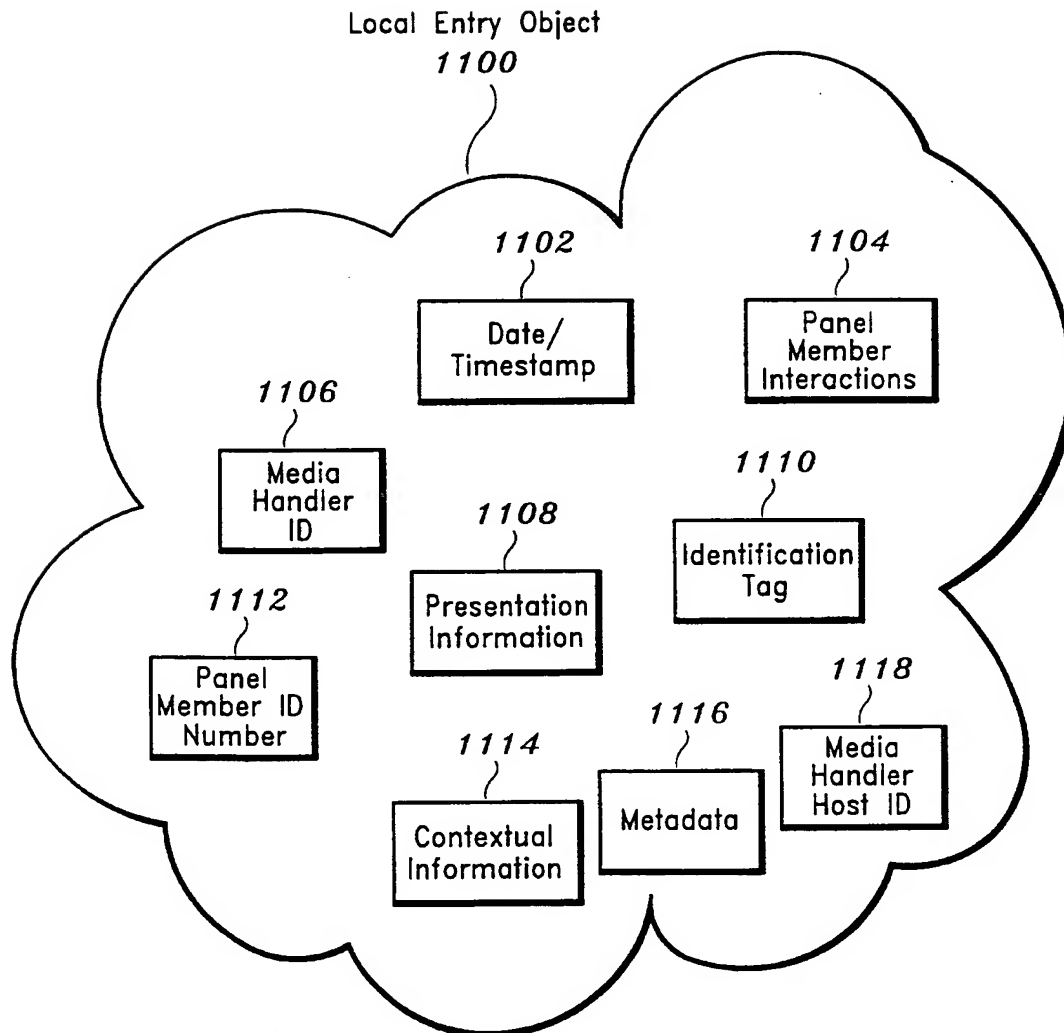 Local Entry Object
1100
1102
Date/
Timestamp
1104
Panel
Member
Interactions
1106
Media
Handler
ID
1108
Presentation
Information
1110
Identification
Tag
1112
Panel
Member ID
Number
1114
Contextual
Information
1116
Metadata
1118
Media
Handler
Host ID